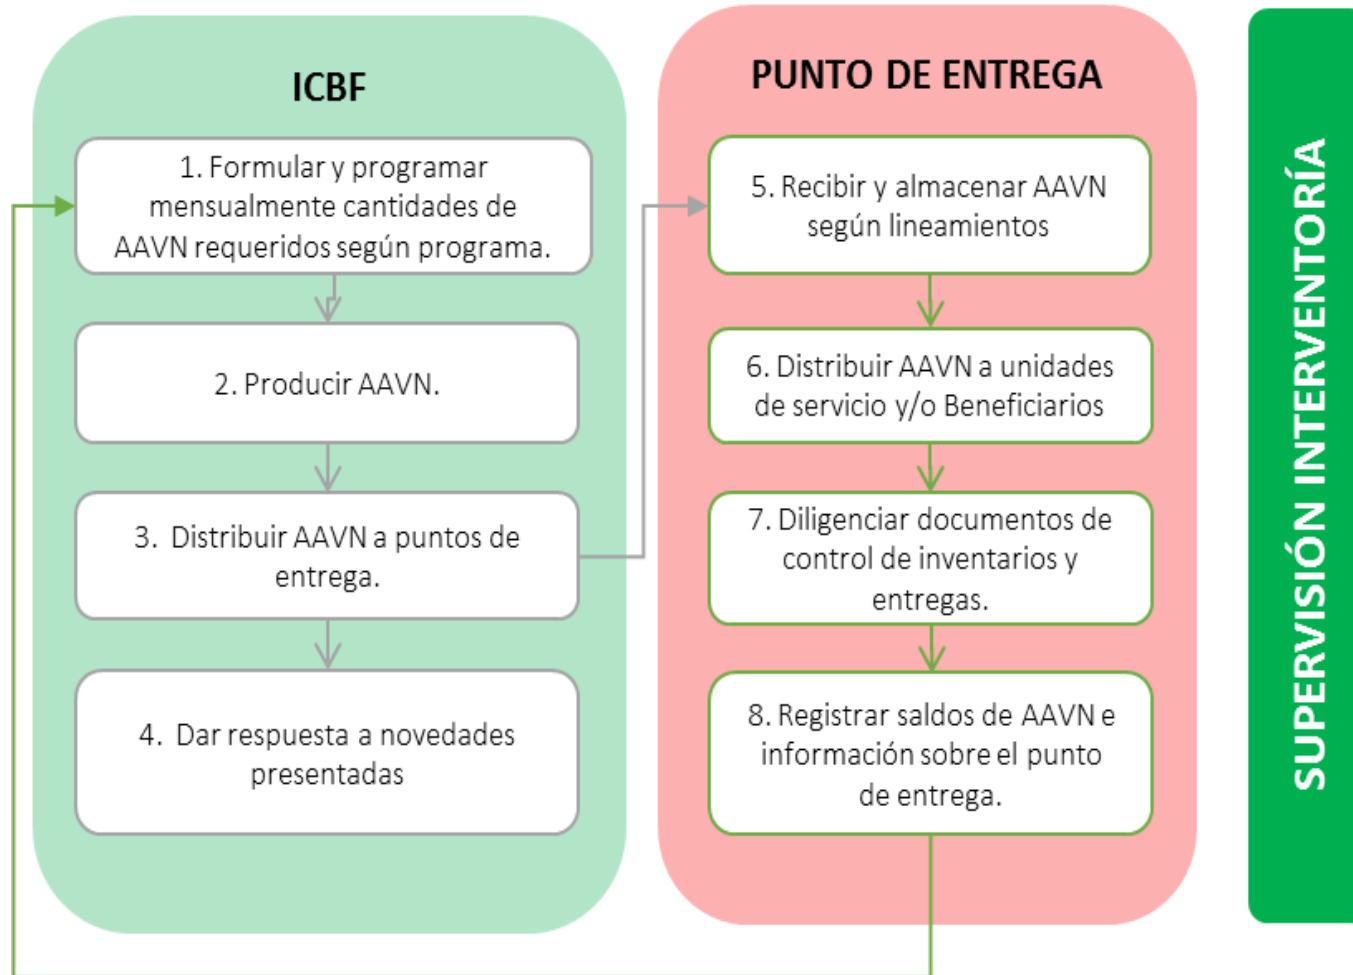 ICBF
1. Formular y programar
mensualmente cantidades de
AAVN requeridos según programa.
2. Producir AAVN.
3. Distribuir AAVN a puntos de
entrega.
4. Dar respuesta a novedades
presentadas
PUNTO DE ENTREGA
5. Recibir y almacenar AAVN
según lineamientos
6. Distribuir AAVN a unidades
de servicio y/o Beneficiarios
7. Diligenciar documentos de
control de inventarios y
entregas.
8. Registrar saldos de AAVN e
información sobre el punto
de entrega.
SUPERVISIÓN INTERVENTORÍA